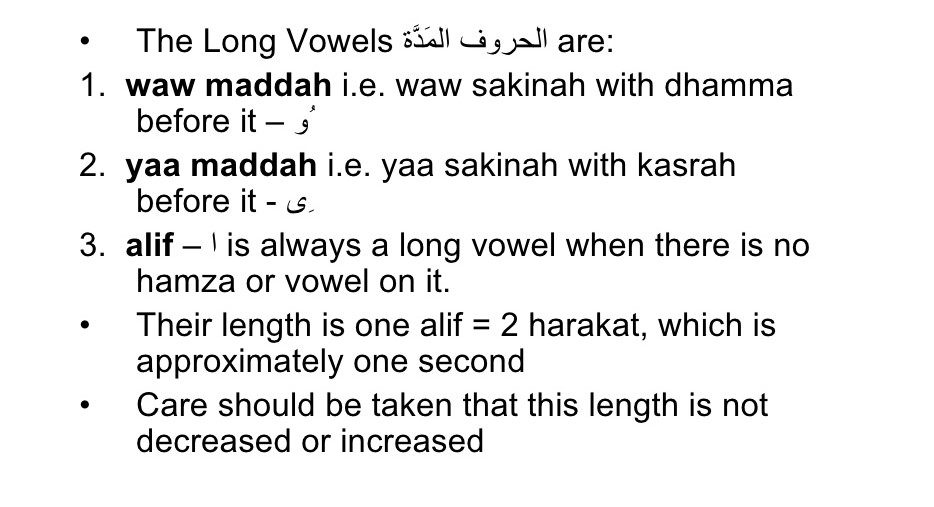 • The Long Vowels الحروف المَدَّة are:
1. waw maddah i.e. waw sakinah with dhamma
before it – ُو
2. yaa maddah i.e. yaa sakinah with kasrah
before it - ِى
3. alif – ا is always a long vowel when there is no
hamza or vowel on it.
• Their length is one alif = 2 harakat, which is
approximately one second
• Care should be taken that this length is not
decreased or increased